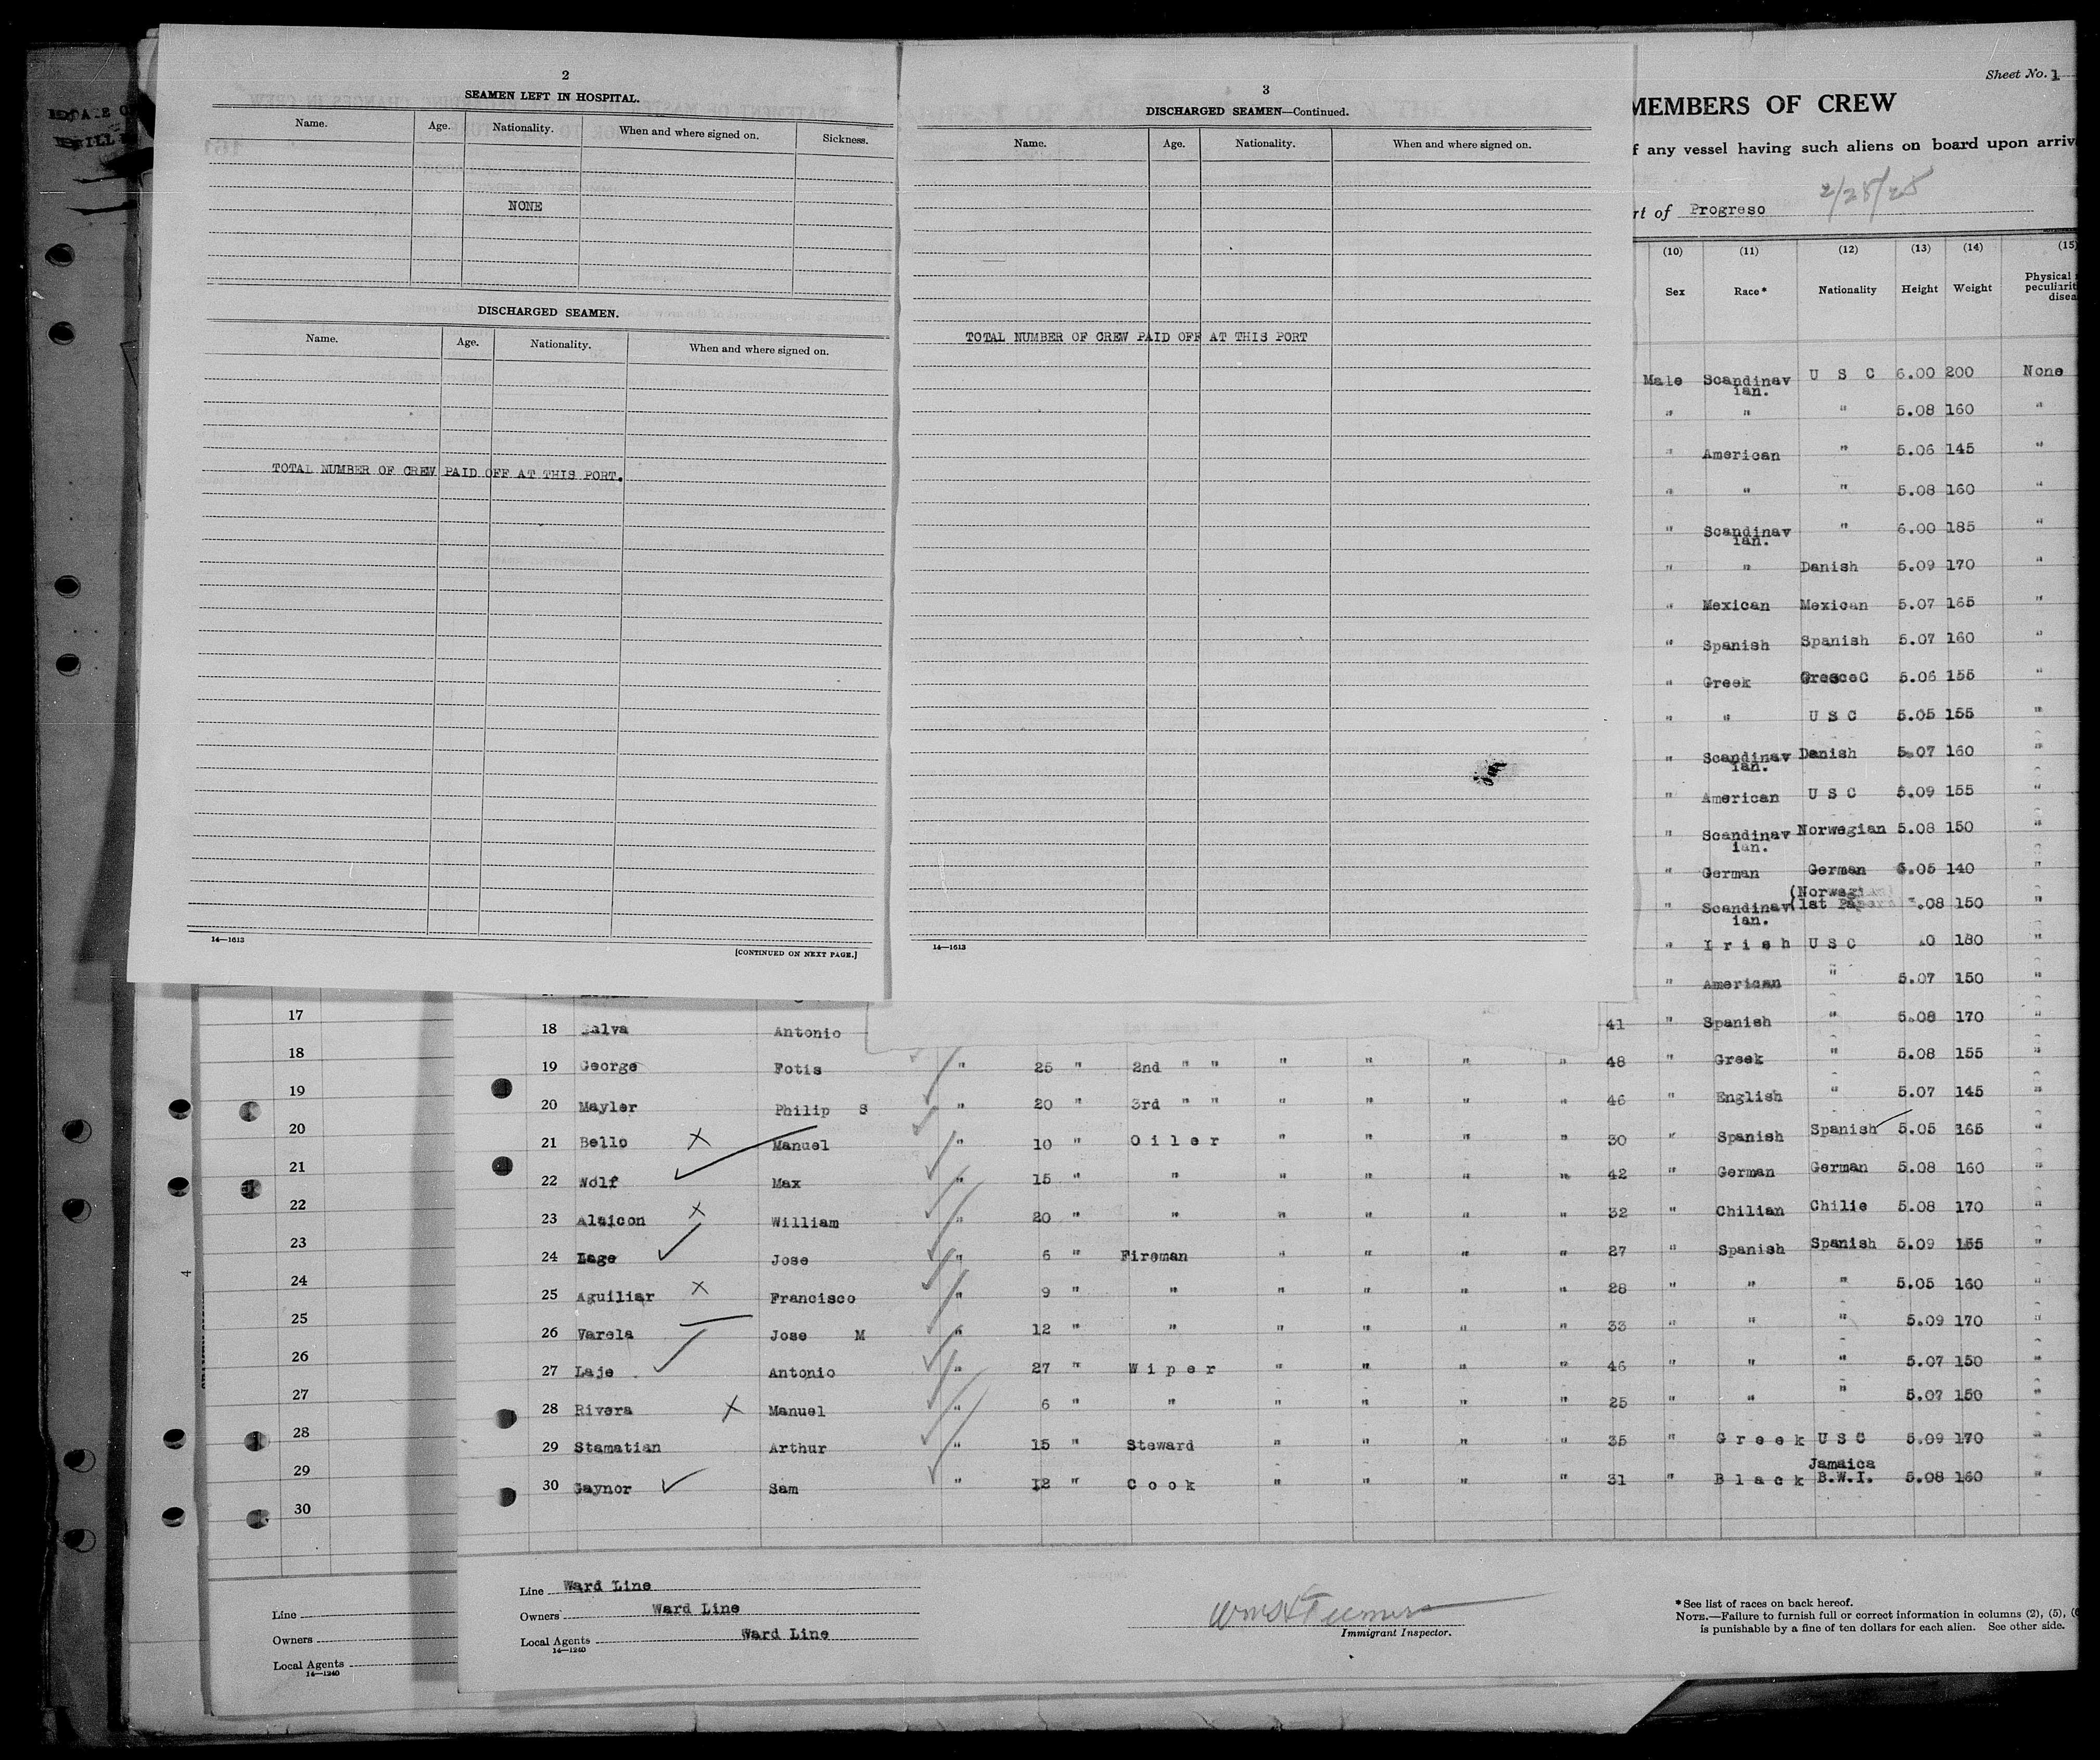 2
SEAMEN LEFT IN HOSPITAL.
Name. Age. Nationality. When and where signed on. Sickness.
NONE
DISCHARGED SEAMEN.
Name. Age. Nationality. When and where signed on.
TOTAL NUMBER OF CREW PAID OFF AT THIS PORT.
14—1613
[CONTINUED ON NEXT PAGE.]
3
DISCHARGED SEAMEN—Continued.
Name. Age. Nationality. When and where signed on.
TOTAL NUMBER OF CREW PAID OFF AT THIS PORT
14—1613
Sheet No. 1
MEMBERS OF CREW
f any vessel having such aliens on board upon arriv
rt of Progreso 2/28/25
(10) (11) (12) (13) (14) (15)
Sex Race* Nationality Height Weight Physical
peculiarit
disea
Male Scandinav U S C 6.00 200 None
ian.
" " " 5.08 160 "
" American " 5.06 145 "
" " " 5.08 160 "
" Scandinav " 6.00 185 "
ian.
" " Danish 5.09 170 "
" Mexican Mexican 5.07 165 "
" Spanish Spanish 5.07 160 "
" Greek 5.06 155 "
" " U S C 5.05 155 "
" Scandinav Danish 5.07 160 "
ian.
" American U S C 5.09 155 "
" Scandinav Norwegian 5.08 150 "
ian.
" German German 5.05 140 "
(Norwegi
" Scandinav (1st Papers .08 150 "
ian.
" I r i s h U S C 180 "
" American " 5.07 150 "
18 Salva Antonio 41 " Spanish " 5.08 170 "
19 George Fotis " 25 " 2nd " " " " " " 48 " Greek " 5.08 155 "
20 Mayler Philip S " 20 " 3rd " " " " " " 46 " English " 5.07 145 "
21 Bello X Manuel " 10 " O i l e r " " " " 30 " Spanish Spanish 5.05 165 "
22 Wolf Max " 15 " " " " " " 42 " German German 5.08 160 "
23 Alaicon X William " 20 " " " " " " 32 " Chilian Chilie 5.08 170 "
24 Lage Jose " 6 " Fireman " " " " 27 " Spanish Spanish 5.09 155 "
25 Aguiliar X Francisco " 9 " " " " " " 28 " " " 5.05 160 "
26 Varela Jose M " 12 " " " " " " 33 " " " 5.09 170 "
27 Laje Antonio " 27 " W i p e r " " " " 46 " " " 5.07 150 "
28 Rivera X Manuel " 6 " " " " " " 25 " " " 5.07 150 "
29 Stamatian Arthur " 15 " Steward " " " " 35 " G r e e k U S C 5.09 170 "
Jamaica
30 Gaynor Sam " 12 " C o o k " " " " 31 " B l a c k B.W.I. 5.08 160 "
Line Ward Line
Owners Ward Line
Local Agents Ward Line
14—1240
Immigrant Inspector.
*See list of races on back hereof.
NOTE.—Failure to furnish full or correct information in columns (2), (5), (6
is punishable by a fine of ten dollars for each alien. See other side.
17
18
19
20
21
22
23
24
25
26
27
28
29
30
4
Line
Owners
Local Agents
14—1240